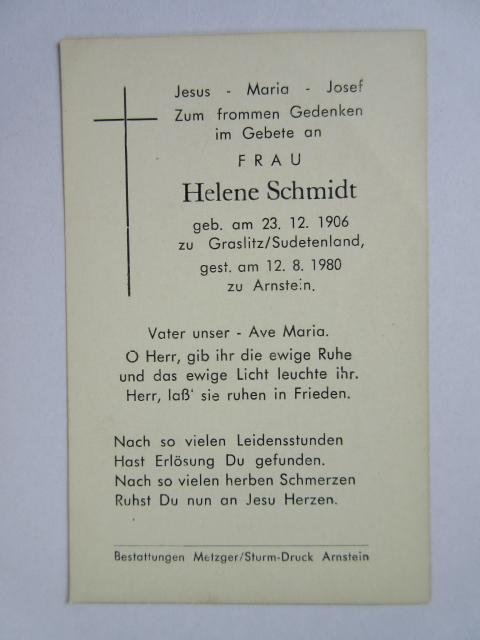 Jesus - Maria - Josef
Zum frommen Gedenken
im Gebete an
FRAU
Helene Schmidt
geb. am 23. 12. 1906
zu Graslitz/Sudetenland,
gest. am 12. 8. 1980
zu Arnstein.
Vater unser - Ave Maria.
O Herr, gib ihr die ewige Ruhe
und das ewige Licht leuchte ihr.
Herr, laß' sie ruhen in Frieden.
Nach so vielen Leidensstunden
Hast Erlösung Du gefunden.
Nach so vielen herben Schmerzen
Ruhst Du nun an Jesu Herzen.
Bestattungen Metzger/Sturm-Druck Arnstein